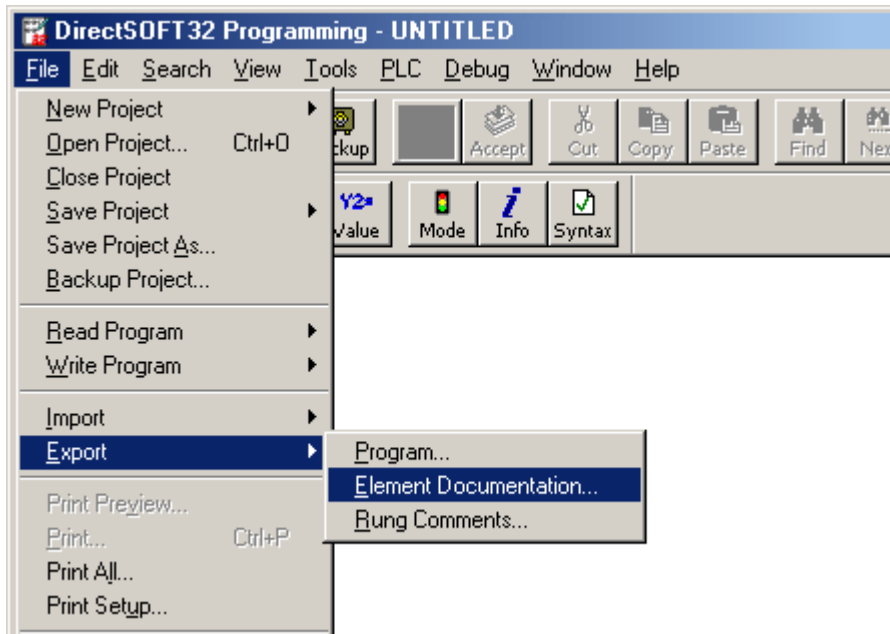 DirectSOFT32 Programming - UNTITLED
File Edit Search View Tools PLC Debug Window Help
New Project
Open Project... Ctrl+O
Close Project
Save Project
Save Project As...
Backup Project...
Read Program
Write Program
Import
Export
Print Preview...
Print... Ctrl+P
Print All...
Print Setup...
Program...
Element Documentation...
Rung Comments...
ckup Accept Cut Copy Paste Find Nex
Y2=
Value Mode Info Syntax